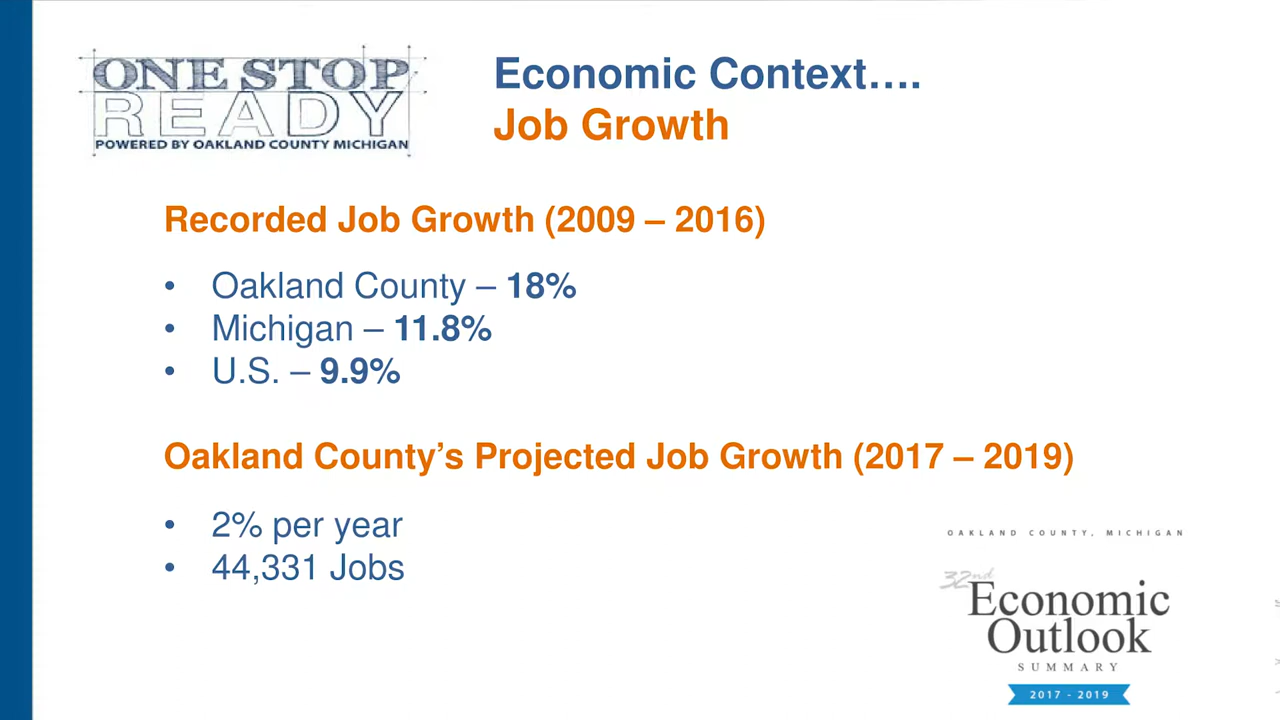 ONE STOP
READY
POWERED BY OAKLAND COUNTY MICHIGAN
Economic Context….
Job Growth
Recorded Job Growth (2009 – 2016)
• Oakland County – 18%
• Michigan – 11.8%
• U.S. – 9.9%
Oakland County’s Projected Job Growth (2017 – 2019)
• 2% per year
• 44,331 Jobs
OAKLAND COUNTY, MICHIGAN
32nd
Economic
Outlook
SUMMARY
2017 - 2019